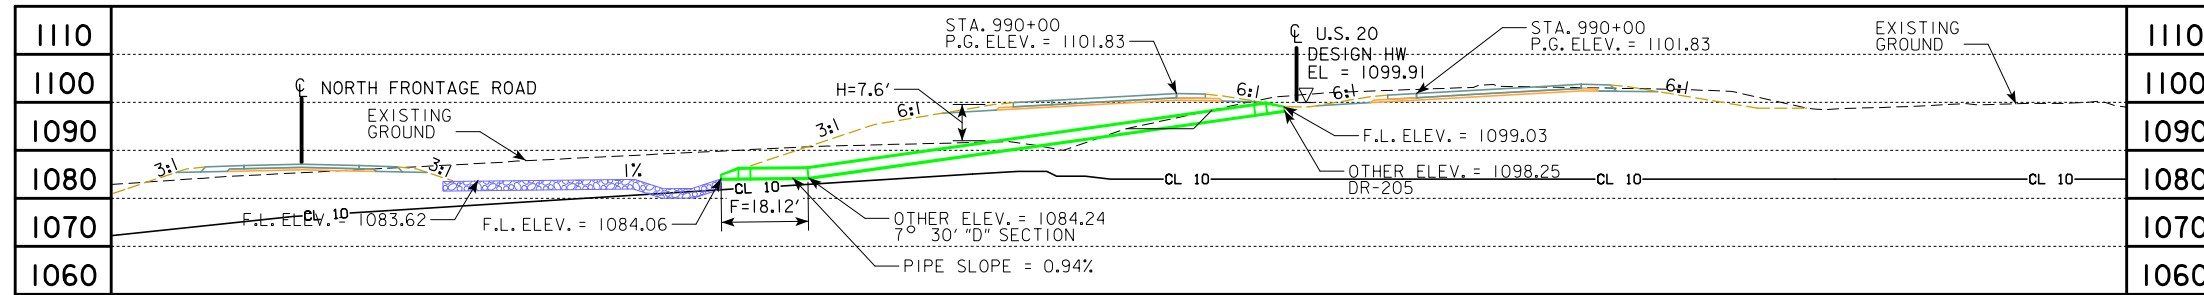 1110
1100
1090
1080
1070
1060
℄ NORTH FRONTAGE ROAD
EXISTING
GROUND
3:1
3:1
1%
F.L. ELEV. = 1083.62
CL 10
F.L. ELEV. = 1084.06
CL 10
F=18.12'
OTHER ELEV. = 1084.24
7° 30' "D" SECTION
PIPE SLOPE = 0.94%
3:1
6:1
H=7.6'
STA. 990+00
P.G. ELEV. = 1101.83
6:1
℄ U.S. 20
DESIGN HW
EL = 1099.91
6:1
STA. 990+00
P.G. ELEV. = 1101.83
6:1
EXISTING
GROUND
F.L. ELEV. = 1099.03
OTHER ELEV. = 1098.25
DR-205
CL 10
CL 10
CL 10
1110
1100
1090
1080
1070
1060